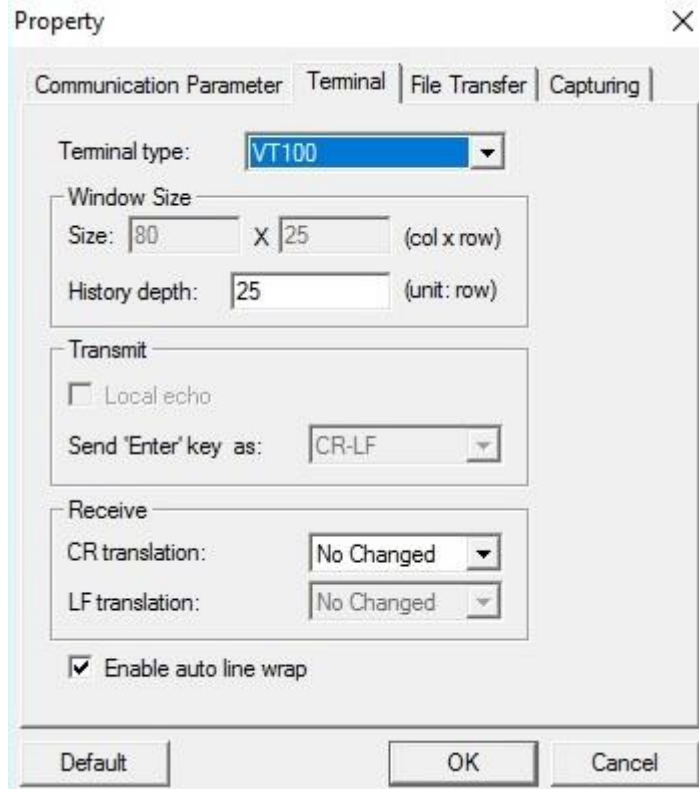 Property
Communication Parameter Terminal File Transfer Capturing
Terminal type: VT100
Window Size
Size: 80 X 25 (col x row)
History depth: 25 (unit: row)
Transmit
Local echo
Send 'Enter' key as: CR-LF
Receive
CR translation: No Changed
LF translation: No Changed
Enable auto line wrap
Default OK Cancel